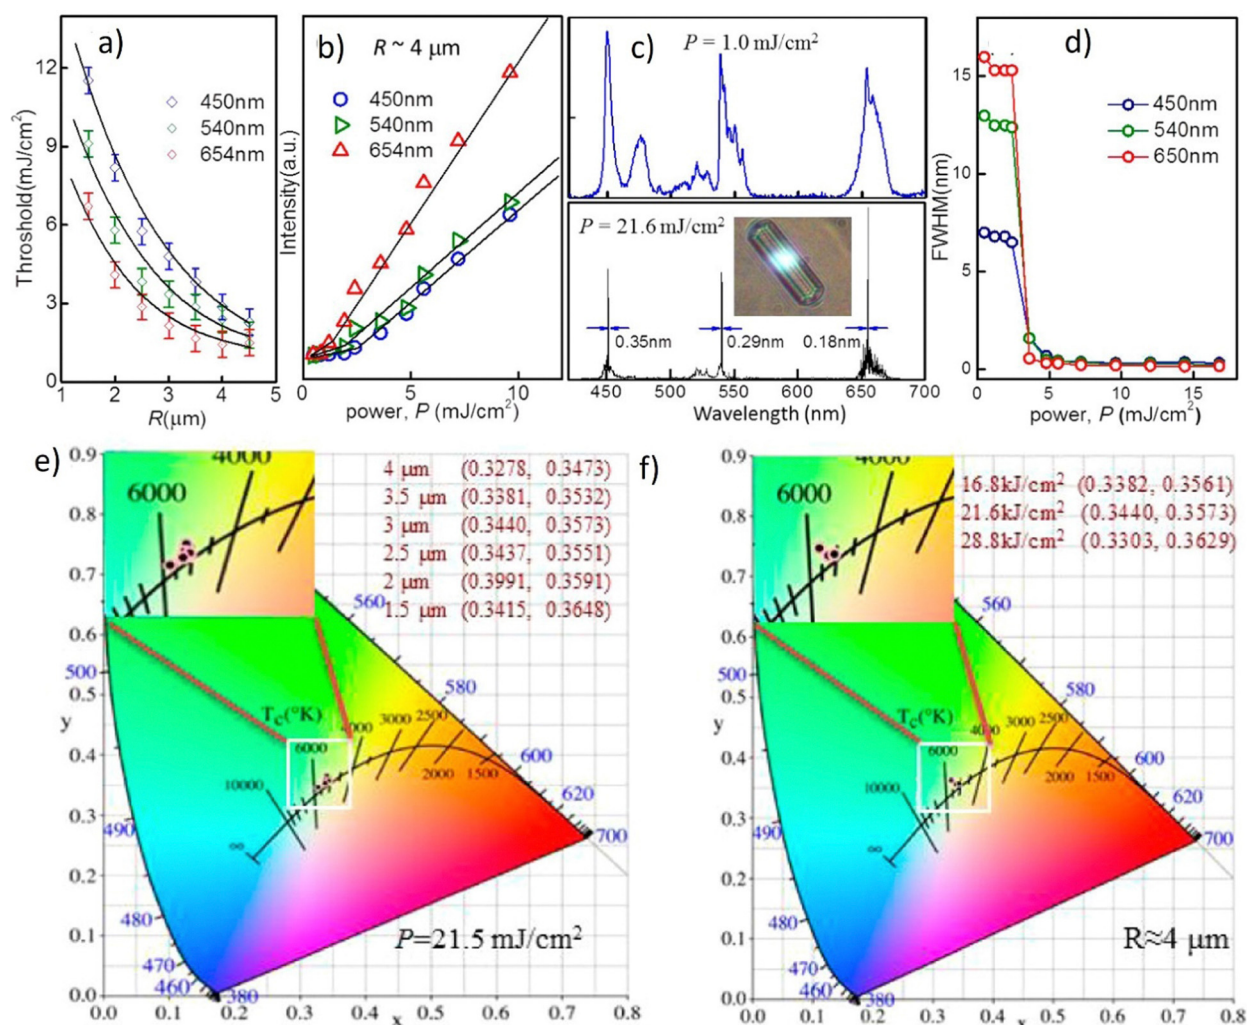 a)
450nm
540nm
654nm
Throshold(mJ/cm²)
12
9
6
3
0
1
2
3
4
5
R(μm)
b)
R ~ 4 μm
450nm
540nm
654nm
Intensity(a.u.)
0
5
10
power, P (mJ/cm²)
c)
P = 1.0 mJ/cm²
P = 21.6 mJ/cm²
0.35nm
0.29nm
0.18nm
450
500
550
600
650
700
Wavelength (nm)
d)
450nm
540nm
650nm
FWHM(nm)
15
10
5
0
0
5
10
15
power, P (mJ/cm²)
e)
4 μm (0.3278, 0.3473)
3.5 μm (0.3381, 0.3532)
3 μm (0.3440, 0.3573)
2.5 μm (0.3437, 0.3551)
2 μm (0.3991, 0.3591)
1.5 μm (0.3415, 0.3648)
4000
6000
0.9
0.8
0.7
0.6
0.5
0.4
0.3
0.2
0.1
0.0
y
560
580
600
620
700
500
490
480
470
460
380
Tc(°K)
4000
3000
2500
6000
2000
1500
10000
∞
P=21.5 mJ/cm²
0.0
0.1
0.2
0.3
0.4
0.5
0.6
0.7
0.8
x
f)
16.8kJ/cm² (0.3382, 0.3561)
21.6kJ/cm² (0.3440, 0.3573)
28.8kJ/cm² (0.3303, 0.3629)
4000
6000
0.9
0.8
0.7
0.6
0.5
0.4
0.3
0.2
0.1
0.0
y
560
580
600
620
700
500
490
480
470
460
380
Tc(°K)
4000
3000
2500
6000
2000
1500
10000
∞
R≈4 μm
0.0
0.1
0.2
0.3
0.4
0.5
0.6
0.7
0.8
x